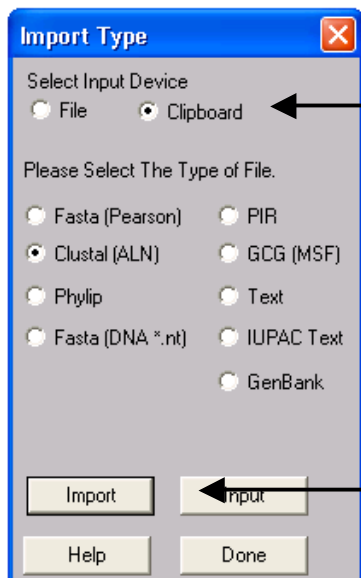 Import Type
Select Input Device
File Clipboard
Please Select The Type of File.
Fasta (Pearson) PIR
Clustal (ALN) GCG (MSF)
Phylip Text
Fasta (DNA *.nt) IUPAC Text
GenBank
Import Input
Help Done